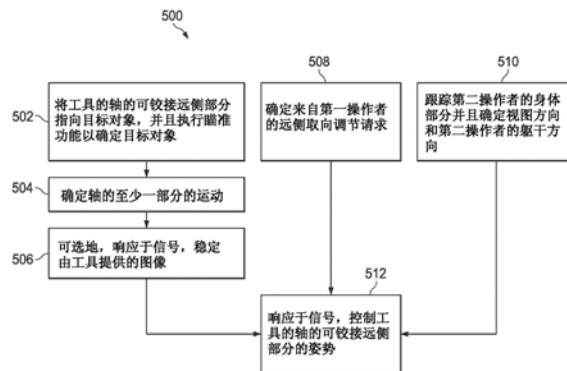 500
502
将工具的轴的可铰接远侧部分
指向目标对象，并且执行瞄准
功能以确定目标对象
504
确定轴的至少一部分的运动
506
可选地，响应于信号，稳定
由工具提供的图像
508
确定来自第一操作者的
远侧取向调节请求
510
跟踪第二操作者的身体
部分并且确定视图方向
和第二操作者的躯干方
向
512
响应于信号，控制工
具的轴的可铰接远侧
部分的姿势